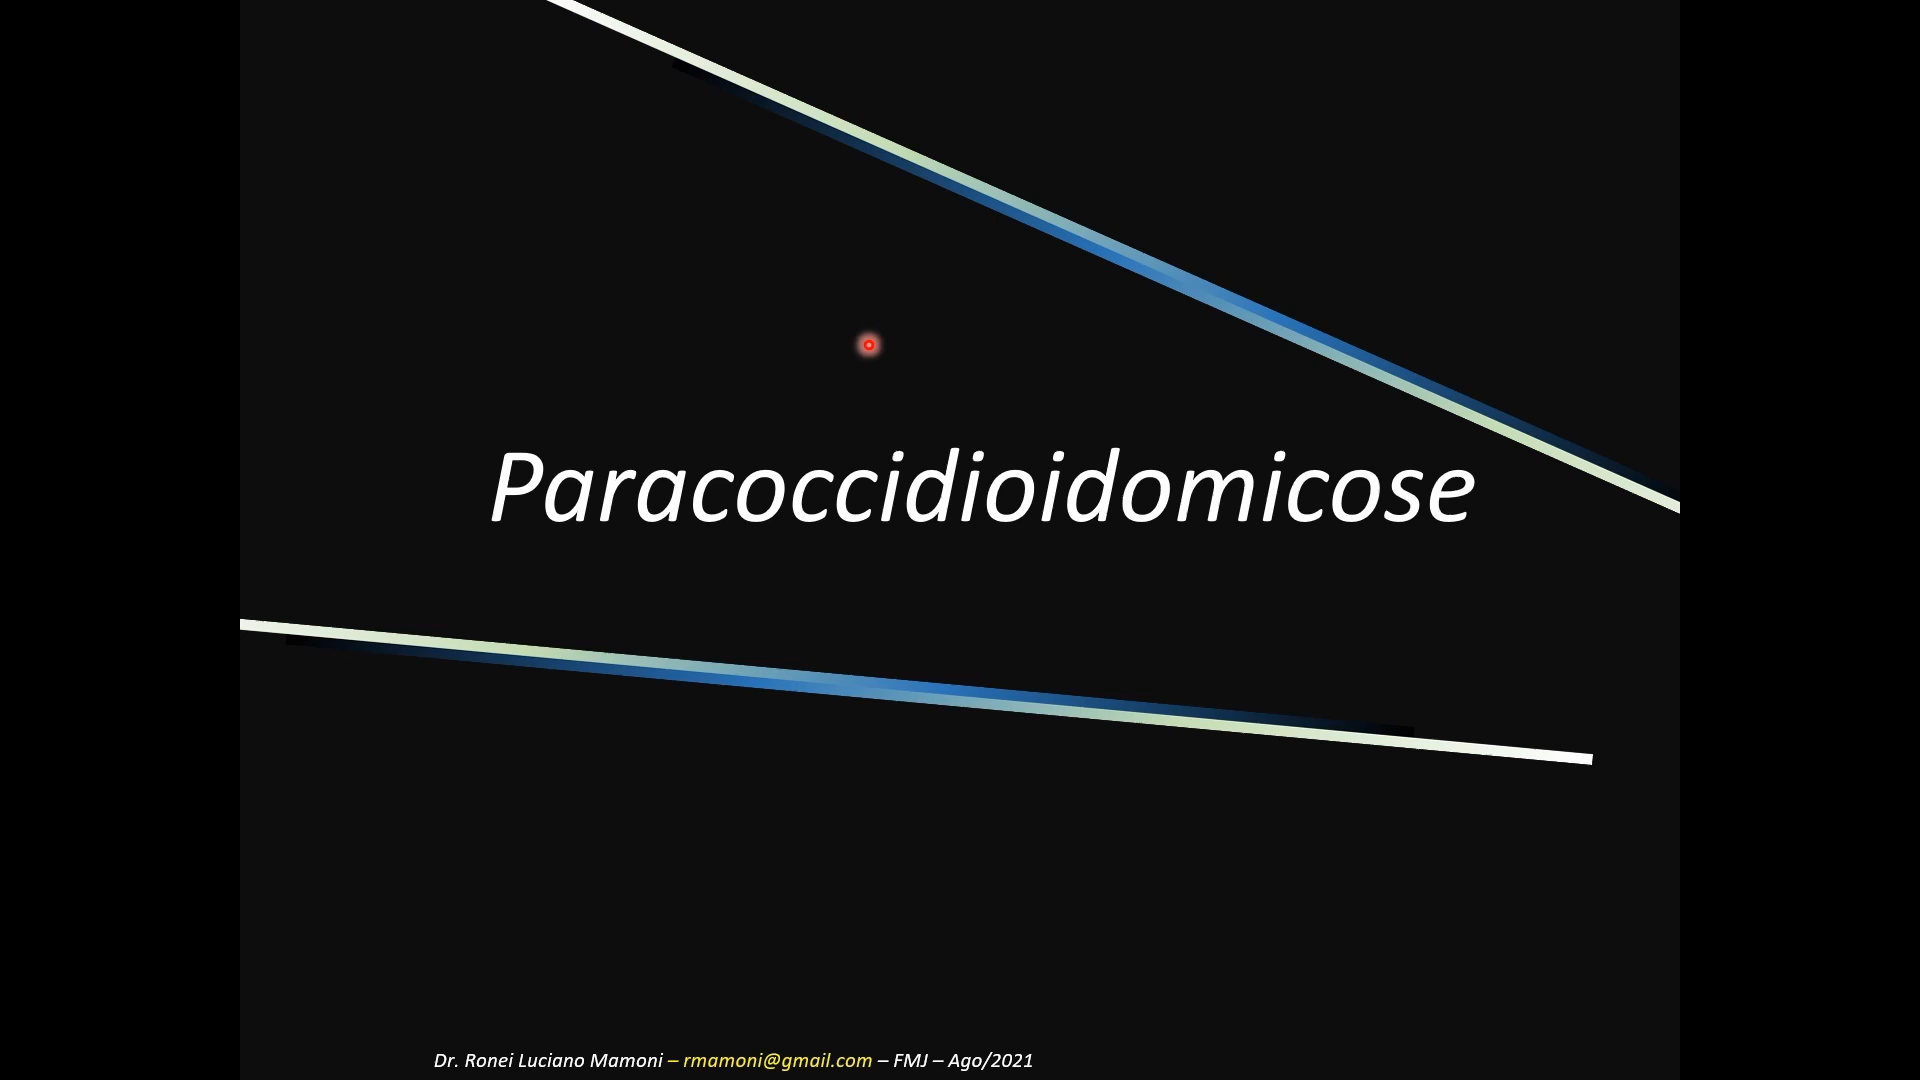 Paracoccidioidomicose
Dr. Ronei Luciano Mamoni – rmamoni@gmail.com – FMJ – Ago/2021